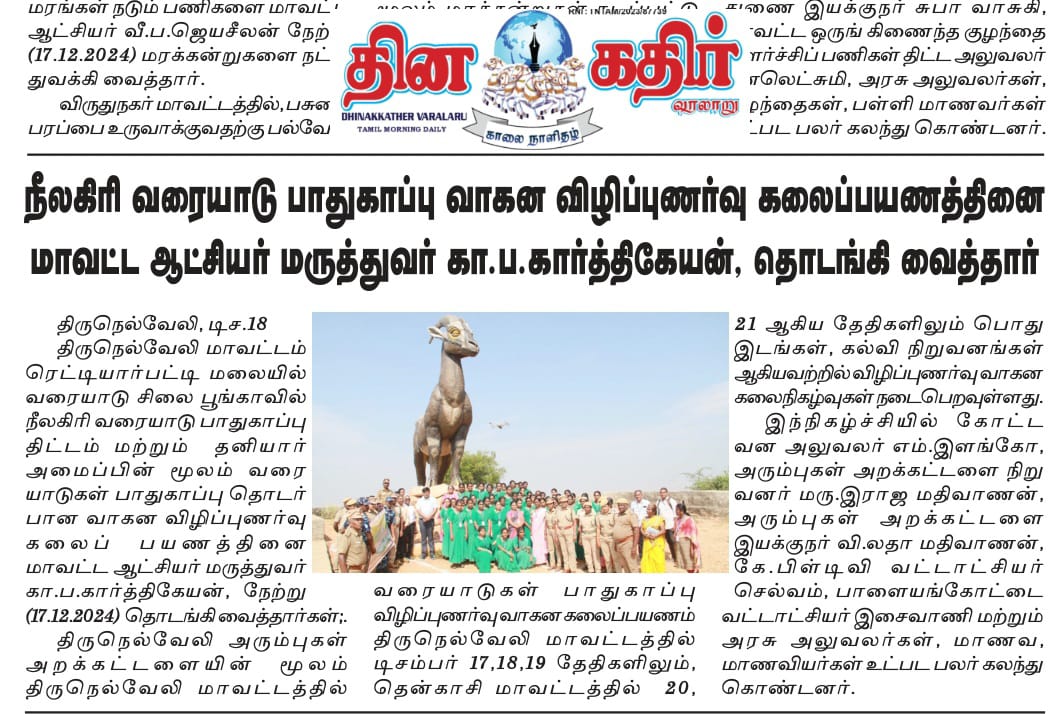 மரங்கள் நடும் பணிகளை மாவட்ட
ஆட்சியர் வீ.ப.ஜெயசீலன் நேற்
(17.12.2024) மரக்கன்றுகளை நட்
துவக்கி வைத்தார்.
விருதுநகர் மாவட்டத்தில், பசுமை
பரப்பை உருவாக்குவதற்கு பல்வே
தின கதிர்
வரலாறு
DHINAKKATHER VARALARU
TAMIL MORNING DAILY
காலை நாளிதழ்
துணை இயக்குநர் சுபா வாசுகி,
வட்ட ஒருங்கிணைந்த குழந்தை
ர்ச்சிப் பணிகள் திட்ட அலுவலர்
லெட்சுமி, அரசு அலுவலர்கள்,
ழந்தைகள், பள்ளி மாணவர்கள்
ட்பட பலர் கலந்து கொண்டனர்.
நீலகிரி வரையாடு பாதுகாப்பு வாகன விழிப்புணர்வு கலைப்பயணத்தினை
மாவட்ட ஆட்சியர் மருத்துவர் கா.ப.கார்த்திகேயன், தொடங்கி வைத்தார்
திருநெல்வேலி, டிச.18
திருநெல்வேலி மாவட்டம்
ரெட்டியார்பட்டி மலையில்
வரையாடு சிலை பூங்காவில்
நீலகிரி வரையாடு பாதுகாப்பு
திட்டம் மற்றும் தனியார்
அமைப்பின் மூலம் வரை
யாடுகள் பாதுகாப்பு தொடர்
பான வாகன விழிப்புணர்வு
கலைப் பயணத்தினை
மாவட்ட ஆட்சியர் மருத்துவர்
கா.ப.கார்த்திகேயன், நேற்று
(17.12.2024) தொடங்கி வைத்தார்கள்;.
திருநெல்வேலி அரும்புகள்
அறக்கட்டளையின் மூலம்
திருநெல்வேலி மாவட்டத்தில்
வரையாடுகள் பாதுகாப்பு
விழிப்புணர்வு வாகன கலைப்பயணம்
திருநெல்வேலி மாவட்டத்தில்
டிசம்பர் 17,18,19 தேதிகளிலும்,
தென்காசி மாவட்டத்தில் 20,
21 ஆகிய தேதிகளிலும் பொது
இடங்கள், கல்வி நிறுவனங்கள்
ஆகியவற்றில் விழிப்புணர்வு வாகன
கலைநிகழ்வுகள் நடைபெறவுள்ளது.
இந்நிகழ்ச்சியில் கோட்ட
வன அலுவலர் எம்.இளங்கோ,
அரும்புகள் அறக்கட்டளை நிறு
வனர் மரு.இராஜ மதிவாணன்,
அரும்புகள் அறக்கட்டளை
இயக்குநர் வி.லதா மதிவாணன்,
கே.பிள்டிவி வட்டாட்சியர்
செல்வம், பாளையங்கோட்டை
வட்டாட்சியர் இசைவாணி மற்றும்
அரசு அலுவலர்கள், மாணவ,
மாணவியர்கள் உட்பட பலர் கலந்து
கொண்டனர்.